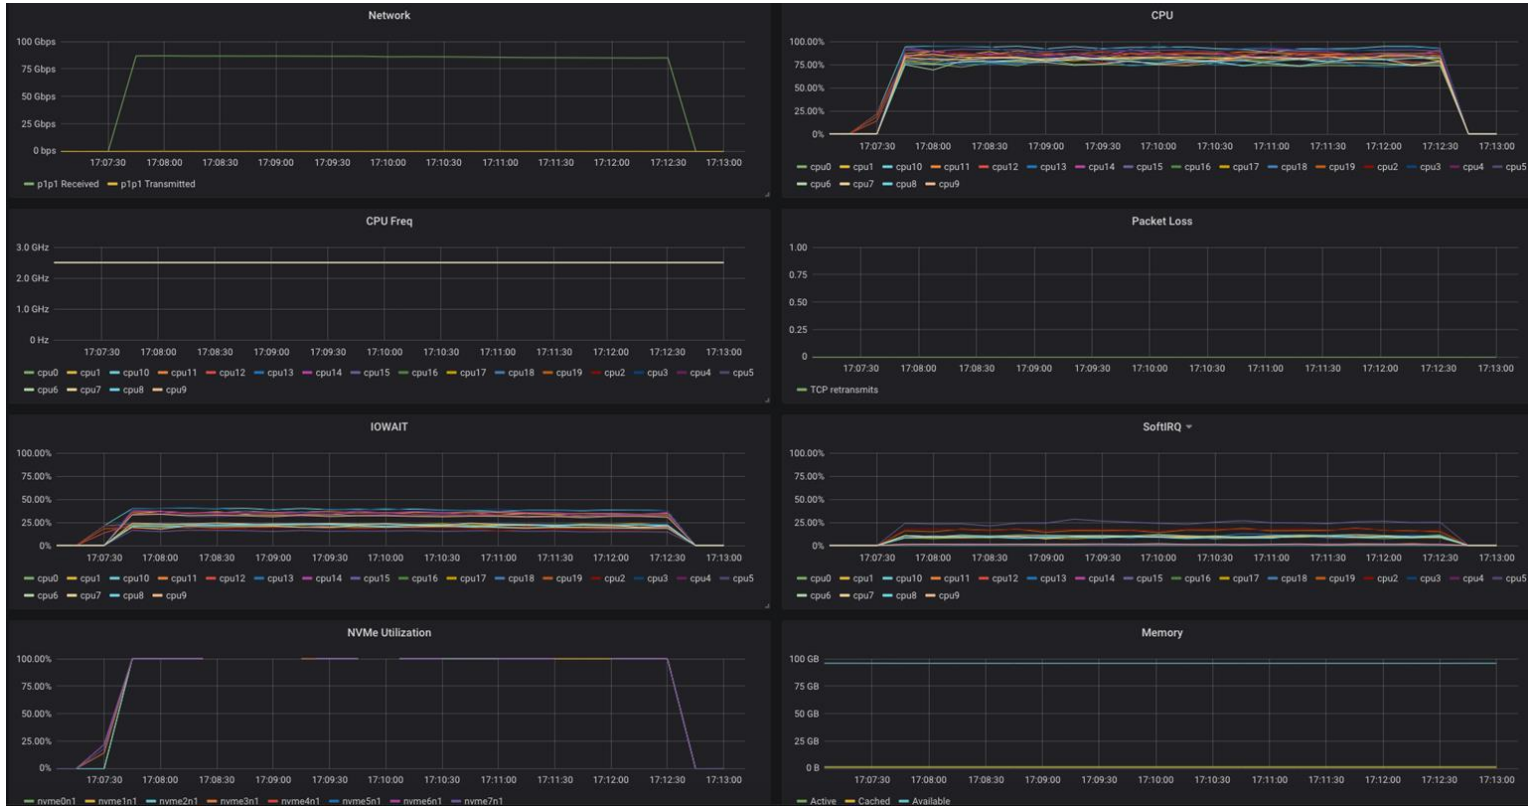 Network
100 Gbps
75 Gbps
50 Gbps
25 Gbps
0 bps
17:07:30 17:08:00 17:08:30 17:09:00 17:09:30 17:10:00 17:10:30 17:11:00 17:11:30 17:12:00 17:12:30 17:13:00
p1p1 Received p1p1 Transmitted
CPU
100.00%
75.00%
50.00%
25.00%
0%
17:07:30 17:08:00 17:08:30 17:09:00 17:09:30 17:10:00 17:10:30 17:11:00 17:11:30 17:12:00 17:12:30 17:13:00
cpu0 cpu1 cpu10 cpu11 cpu12 cpu13 cpu14 cpu15 cpu16 cpu17 cpu18 cpu19 cpu2 cpu3 cpu4 cpu5
cpu6 cpu7 cpu8 cpu9
CPU Freq
3.0 GHz
2.0 GHz
1.0 GHz
0 Hz
17:07:30 17:08:00 17:08:30 17:09:00 17:09:30 17:10:00 17:10:30 17:11:00 17:11:30 17:12:00 17:12:30 17:13:00
cpu0 cpu1 cpu10 cpu11 cpu12 cpu13 cpu14 cpu15 cpu16 cpu17 cpu18 cpu19 cpu2 cpu3 cpu4 cpu5
cpu6 cpu7 cpu8 cpu9
Packet Loss
1.00
0.75
0.50
0.25
0
17:07:30 17:08:00 17:08:30 17:09:00 17:09:30 17:10:00 17:10:30 17:11:00 17:11:30 17:12:00 17:12:30 17:13:00
TCP retransmits
IOWAIT
100.00%
75.00%
50.00%
25.00%
0%
17:07:30 17:08:00 17:08:30 17:09:00 17:09:30 17:10:00 17:10:30 17:11:00 17:11:30 17:12:00 17:12:30 17:13:00
cpu0 cpu1 cpu10 cpu11 cpu12 cpu13 cpu14 cpu15 cpu16 cpu17 cpu18 cpu19 cpu2 cpu3 cpu4 cpu5
cpu6 cpu7 cpu8 cpu9
SoftIRQ
100.00%
75.00%
50.00%
25.00%
0%
17:07:30 17:08:00 17:08:30 17:09:00 17:09:30 17:10:00 17:10:30 17:11:00 17:11:30 17:12:00 17:12:30 17:13:00
cpu0 cpu1 cpu10 cpu11 cpu12 cpu13 cpu14 cpu15 cpu16 cpu17 cpu18 cpu19 cpu2 cpu3 cpu4 cpu5
cpu6 cpu7 cpu8 cpu9
NVMe Utilization
100.00%
75.00%
50.00%
25.00%
0%
17:07:30 17:08:00 17:08:30 17:09:00 17:09:30 17:10:00 17:10:30 17:11:00 17:11:30 17:12:00 17:12:30 17:13:00
nvme0n1 nvme1n1 nvme2n1 nvme3n1 nvme4n1 nvme5n1 nvme6n1 nvme7n1
Memory
100 GB
75 GB
50 GB
25 GB
0 B
17:07:30 17:08:00 17:08:30 17:09:00 17:09:30 17:10:00 17:10:30 17:11:00 17:11:30 17:12:00 17:12:30 17:13:00
Active Cached Available